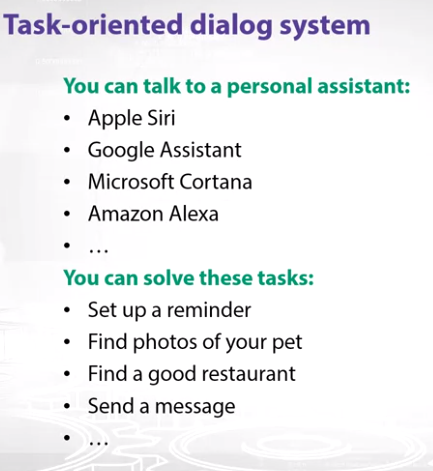 Task-oriented dialog system
You can talk to a personal assistant:
• Apple Siri
• Google Assistant
• Microsoft Cortana
• Amazon Alexa
• …
You can solve these tasks:
• Set up a reminder
• Find photos of your pet
• Find a good restaurant
• Send a message
• …